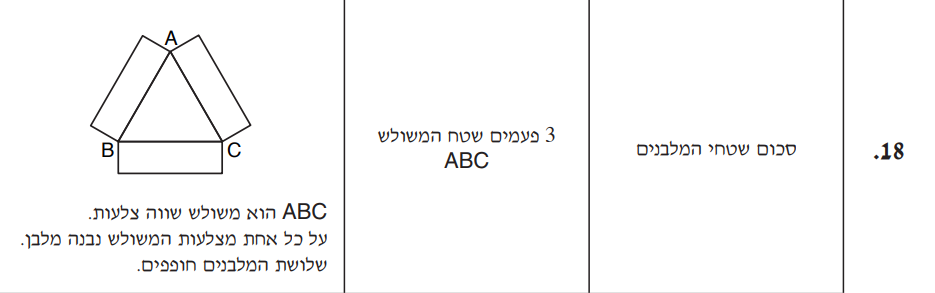 18.
סכום שטחי המלבנים
3 פעמים שטח המשולש
ABC
A
B
C
ABC הוא משולש שווה צלעות.
על כל אחת מצלעות המשולש נבנה מלבן.
שלושת המלבנים חופפים.